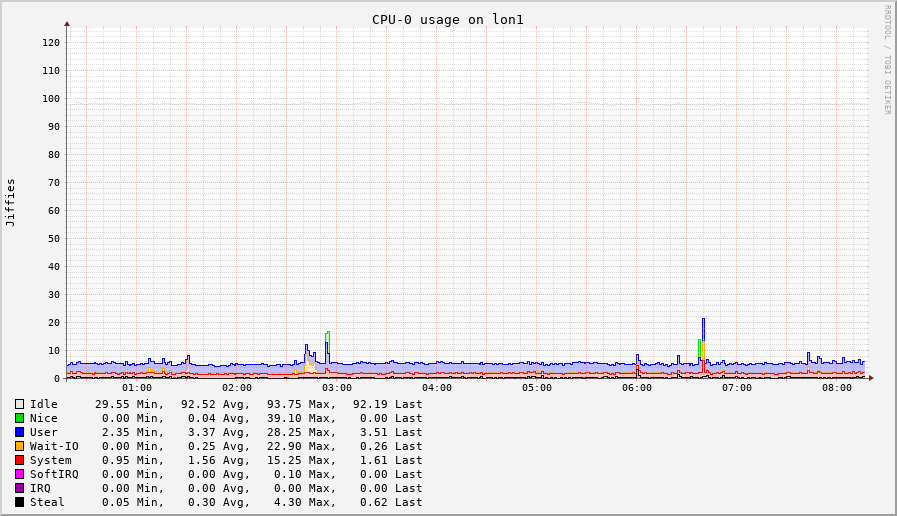 CPU-0 usage on lon1
RRDTOOL / TOBI OETIKER
Jiffies
120
110
100
90
80
70
60
50
40
30
20
10
0
01:00 02:00 03:00 04:00 05:00 06:00 07:00 08:00
Idle 29.55 Min, 92.52 Avg, 93.75 Max, 92.19 Last
Nice 0.00 Min, 0.04 Avg, 39.10 Max, 0.00 Last
User 2.35 Min, 3.37 Avg, 28.25 Max, 3.51 Last
Wait-IO 0.00 Min, 0.25 Avg, 22.90 Max, 0.26 Last
System 0.95 Min, 1.56 Avg, 15.25 Max, 1.61 Last
SoftIRQ 0.00 Min, 0.00 Avg, 0.10 Max, 0.00 Last
IRQ 0.00 Min, 0.00 Avg, 0.00 Max, 0.00 Last
Steal 0.05 Min, 0.30 Avg, 4.30 Max, 0.62 Last